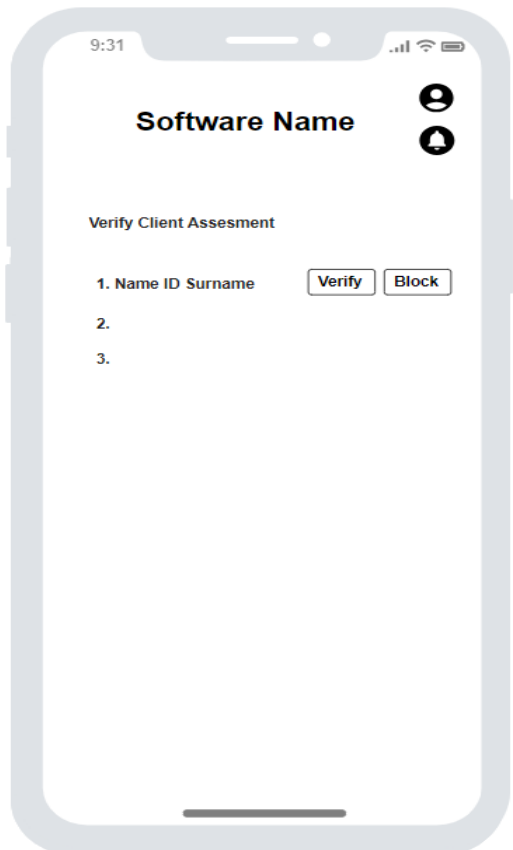 9:31
Software Name
Verify Client Assesment
1. Name ID Surname Verify Block
2.
3.